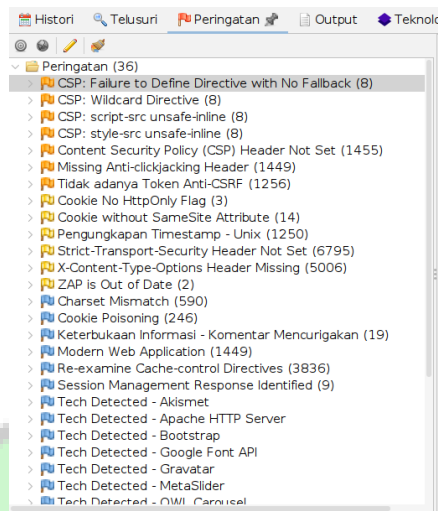 Histori Telusuri Peringatan Output Teknolo
Peringatan (36)
CSP: Failure to Define Directive with No Fallback (8)
CSP: Wildcard Directive (8)
CSP: script-src unsafe-inline (8)
CSP: style-src unsafe-inline (8)
Content Security Policy (CSP) Header Not Set (1455)
Missing Anti-clickjacking Header (1449)
Tidak adanya Token Anti-CSRF (1256)
Cookie No HttpOnly Flag (3)
Cookie without SameSite Attribute (14)
Pengungkapan Timestamp - Unix (1250)
Strict-Transport-Security Header Not Set (6795)
X-Content-Type-Options Header Missing (5006)
ZAP is Out of Date (2)
Charset Mismatch (590)
Cookie Poisoning (246)
Keterbukaan Informasi - Komentar Mencurigakan (19)
Modern Web Application (1449)
Re-examine Cache-control Directives (3836)
Session Management Response Identified (9)
Tech Detected - Akismet
Tech Detected - Apache HTTP Server
Tech Detected - Bootstrap
Tech Detected - Google Font API
Tech Detected - Gravatar
Tech Detected - MetaSlider
Tech Detected - OWL Carousel